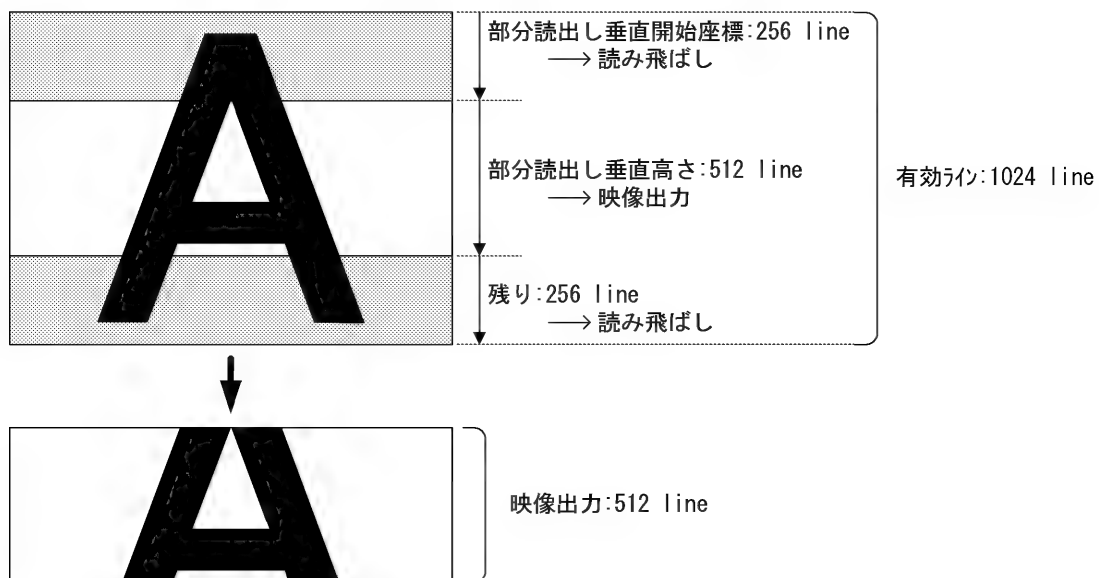 部分読出し垂直開始座標:256 line
→ 読み飛ばし
部分読出し垂直高さ:512 line
→ 映像出力
有効ﾗｲﾝ:1024 line
残り:256 line
→ 読み飛ばし
映像出力:512 line